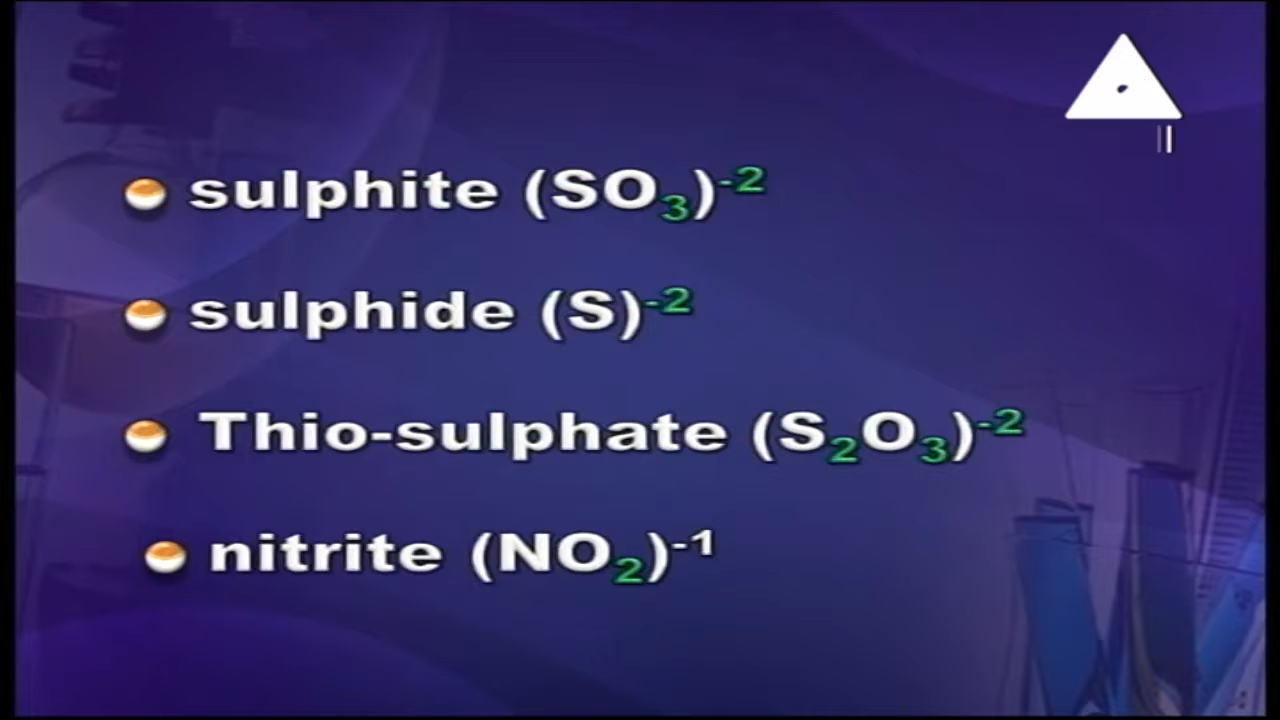 sulphite (SO₃)⁻²
sulphide (S)⁻²
Thio-sulphate (S₂O₃)⁻²
nitrite (NO₂)⁻¹